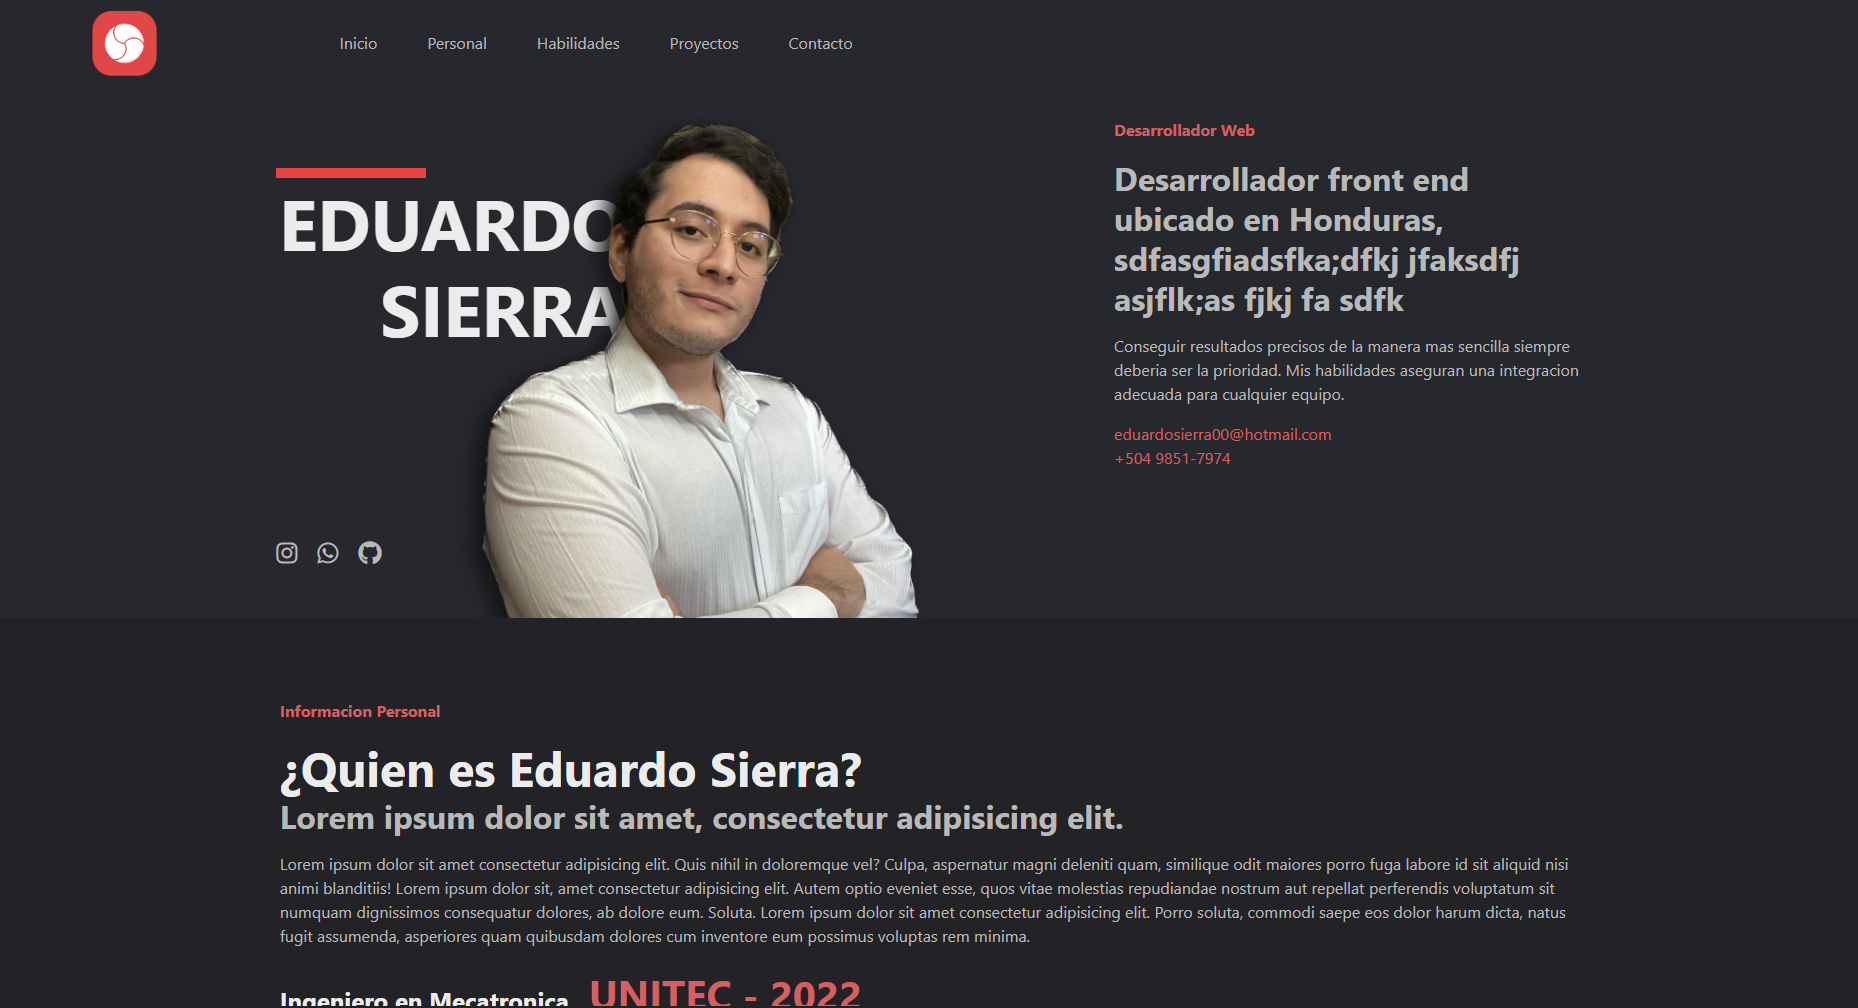 Inicio Personal Habilidades Proyectos Contacto
EDUARDO
SIERRA
Desarrollador Web
Desarrollador front end
ubicado en Honduras,
sdfasgfiadsfka;dfkj jfaksdfj
asjflk;as fjkj fa sdfk
Conseguir resultados precisos de la manera mas sencilla siempre
deberia ser la prioridad. Mis habilidades aseguran una integracion
adecuada para cualquier equipo.
eduardosierra00@hotmail.com
+504 9851-7974
Informacion Personal
¿Quien es Eduardo Sierra?
Lorem ipsum dolor sit amet, consectetur adipisicing elit.
Lorem ipsum dolor sit amet consectetur adipisicing elit. Quis nihil in doloremque vel? Culpa, aspernatur magni deleniti quam, similique odit maiores porro fuga labore id sit aliquid nisi
animi blanditiis! Lorem ipsum dolor sit, amet consectetur adipisicing elit. Autem optio eveniet esse, quos vitae molestias repudiandae nostrum aut repellat perferendis voluptatum sit
numquam dignissimos consequatur dolores, ab dolore eum. Soluta. Lorem ipsum dolor sit amet consectetur adipisicing elit. Porro soluta, commodi saepe eos dolor harum dicta, natus
fugit assumenda, asperiores quam quibusdam dolores cum inventore eum possimus voluptas rem minima.
Ingeniero en Mecatronica UNITEC - 2022